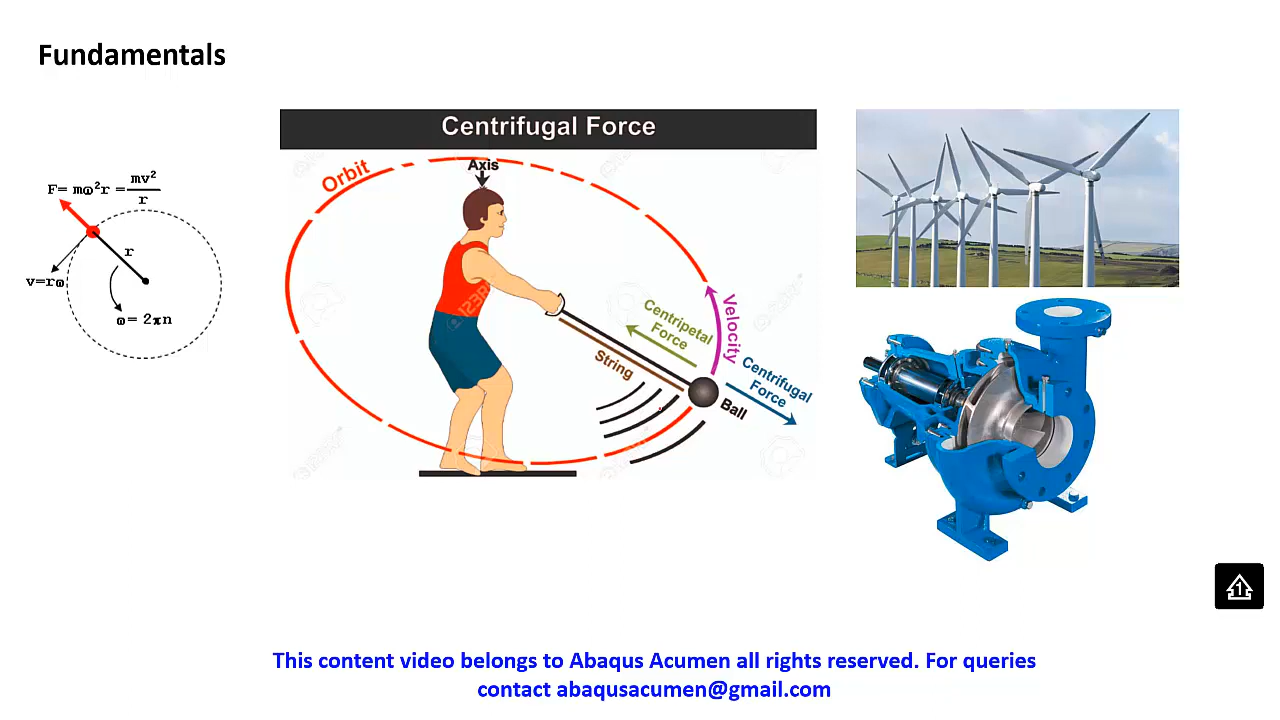 Fundamentals
F= mω²r = mv²/r
r
v=rω
ω= 2πn
Centrifugal Force
Orbit
Axis
Centripetal
Force
Velocity
String
Centrifugal
Force
Ball
1
This content video belongs to Abaqus Acumen all rights reserved. For queries
contact abaqusacumen@gmail.com